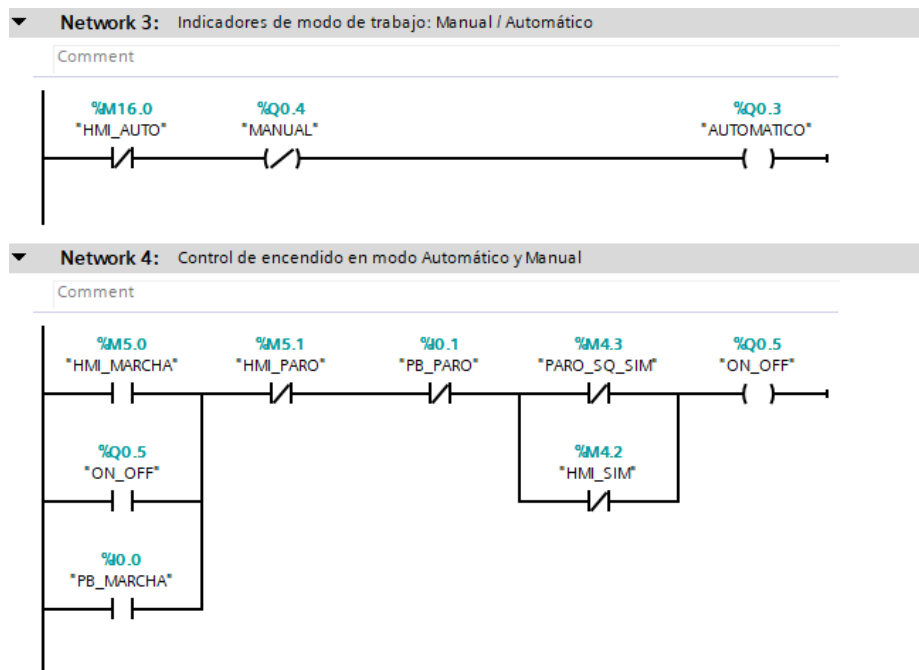 Network 3: Indicadores de modo de trabajo: Manual / Automático
Comment
%M16.0 %Q0.4 %Q0.3
"HMI_AUTO" "MANUAL" "AUTOMATICO"
Network 4: Control de encendido en modo Automático y Manual
Comment
%M5.0 %M5.1 %I0.1 %M4.3 %Q0.5
"HMI_MARCHA" "HMI_PARO" "PB_PARO" "PARO_SQ_SIM" "ON_OFF"
%Q0.5 %M4.2
"ON_OFF" "HMI_SIM"
%I0.0
"PB_MARCHA"